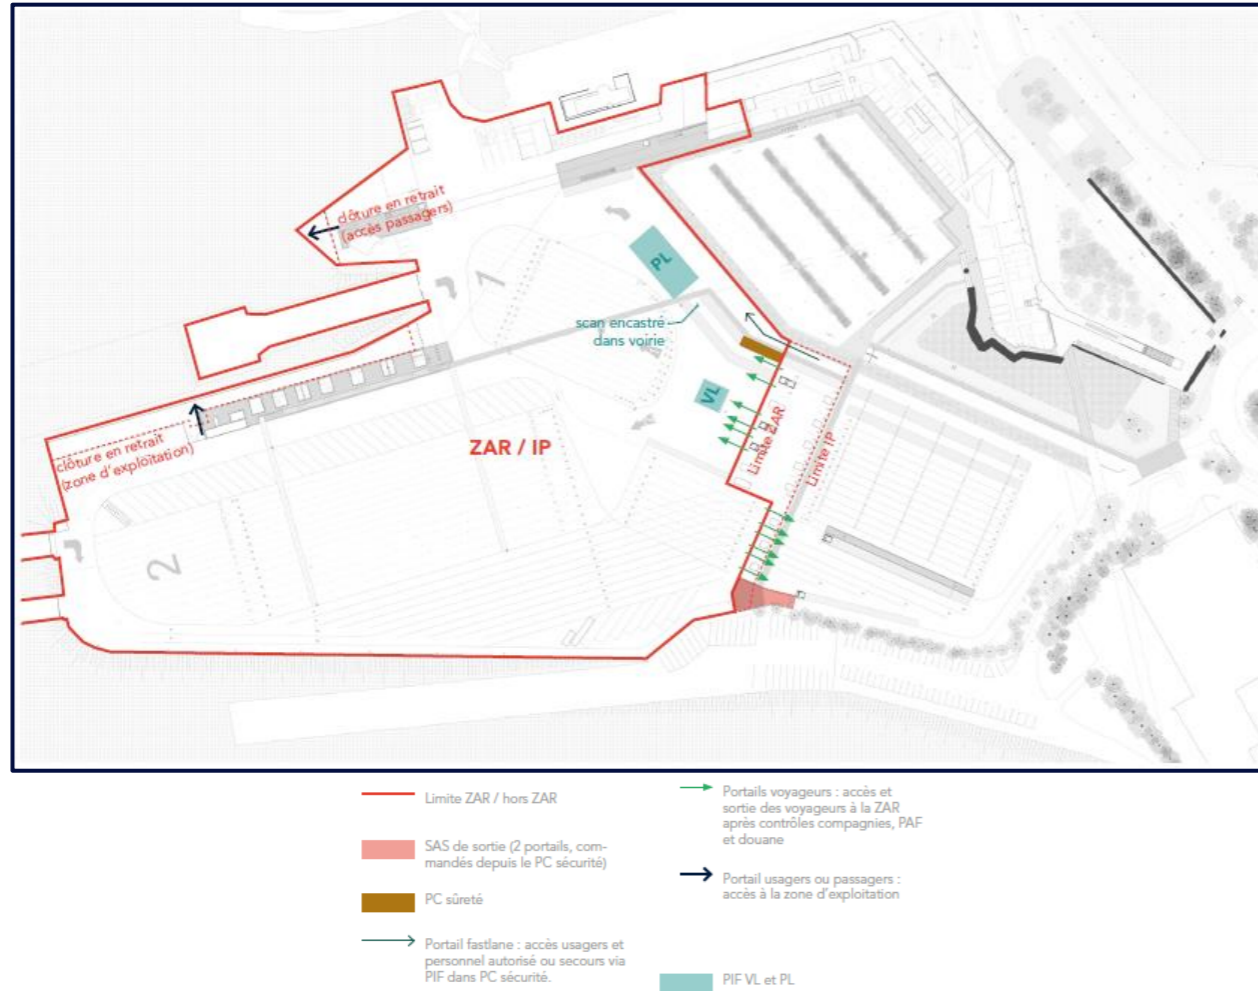 clôture en retrait
(accès passagers)
1
PL
scan encastré
dans voirie
VL
ZAR / IP
Limite ZAR
Limite IP
clôture en retrait
(zone d'exploitation)
2
Limite ZAR / hors ZAR
SAS de sortie (2 portails, com-
mandés depuis le PC sécurité)
PC sûreté
Portail fastlane : accès usagers et
personnel autorisé ou secours via
PIF dans PC sécurité.
Portails voyageurs : accès et
sortie des voyageurs à la ZAR
après contrôles compagnies, PAF
et douane
Portail usagers ou passagers :
accès à la zone d'exploitation
PIF VL et PL